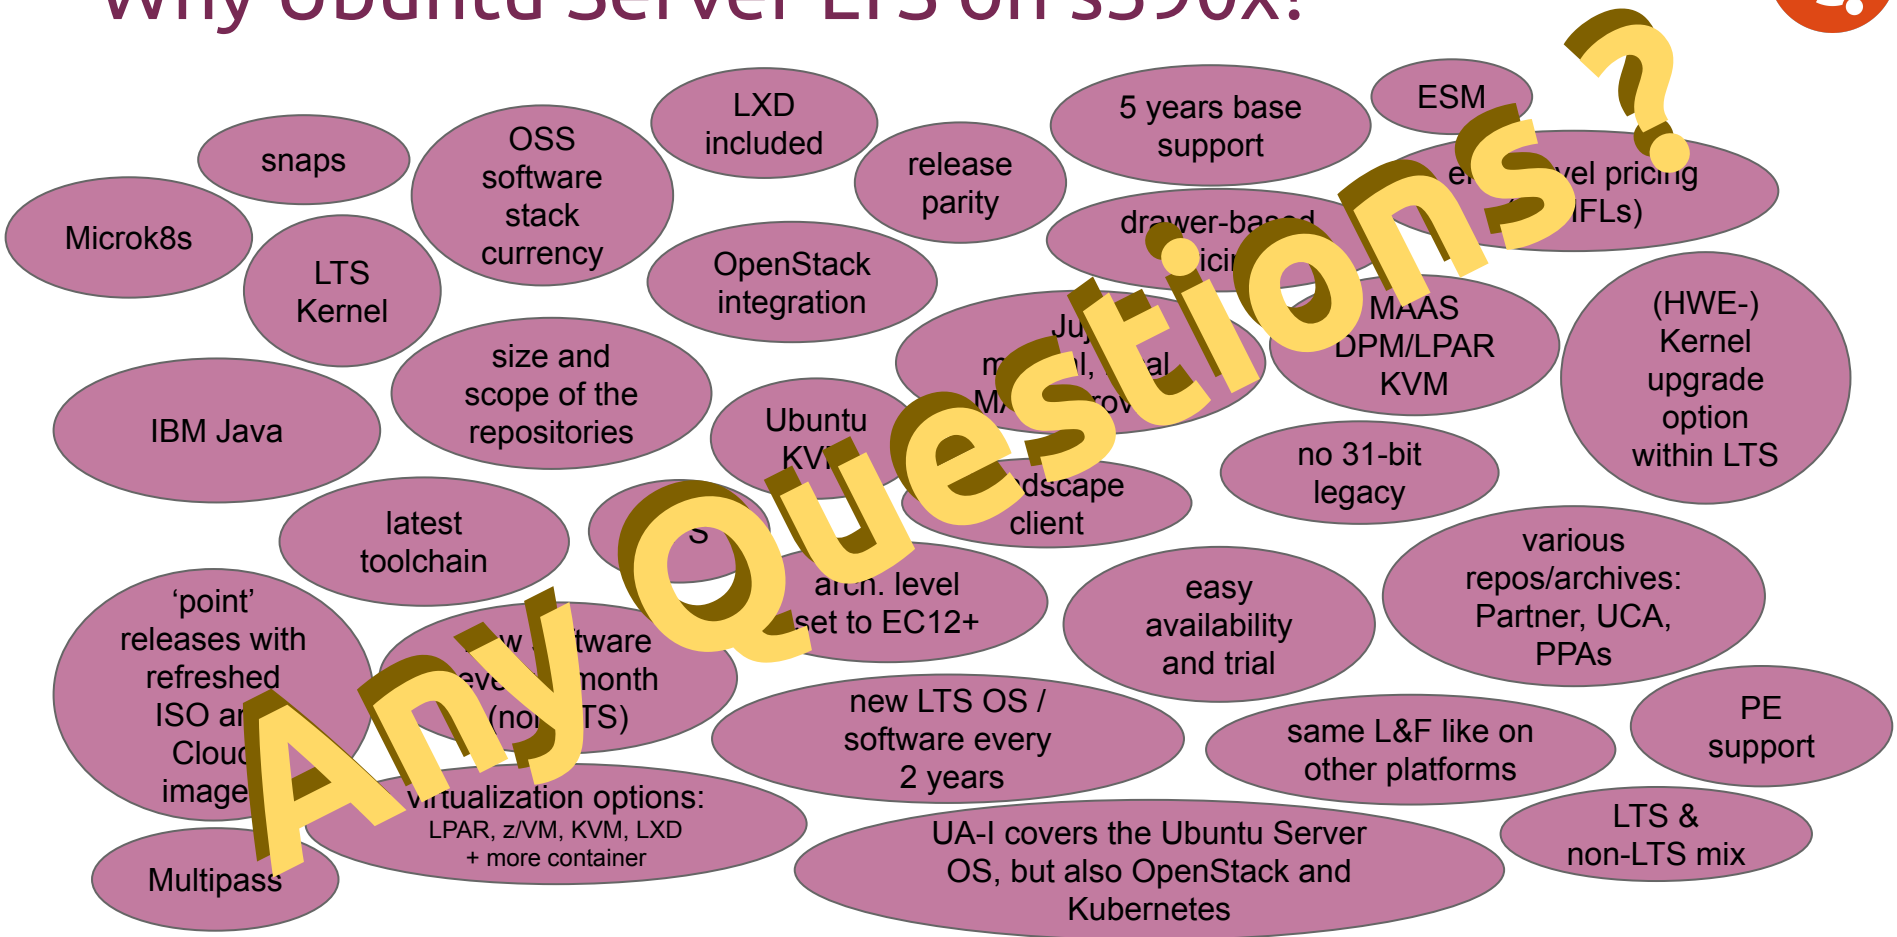 Why Ubuntu Server LTS on s390x?
LXD
included
5 years base
support
ESM
snaps
OSS
software
stack
currency
release
parity
pricing
Microk8s
LTS
Kernel
OpenStack
integration
drawer-based
MAAS
DPM/LPAR
KVM
(HWE-)
Kernel
upgrade
option
within LTS
size and
scope of the
repositories
IBM Java
Ubuntu
no 31-bit
legacy
client
latest
toolchain
various
repos/archives:
Partner, UCA,
PPAs
arch. level
set to EC12+
easy
availability
and trial
‘point’
releases with
refreshed
ISO
month
new LTS OS /
software every
2 years
same L&F like on
other platforms
PE
support
virtualization options:
LPAR, z/VM, KVM, LXD
+ more container
UA-I covers the Ubuntu Server
OS, but also OpenStack and
Kubernetes
LTS &
non-LTS mix
Multipass
Any Questions ?